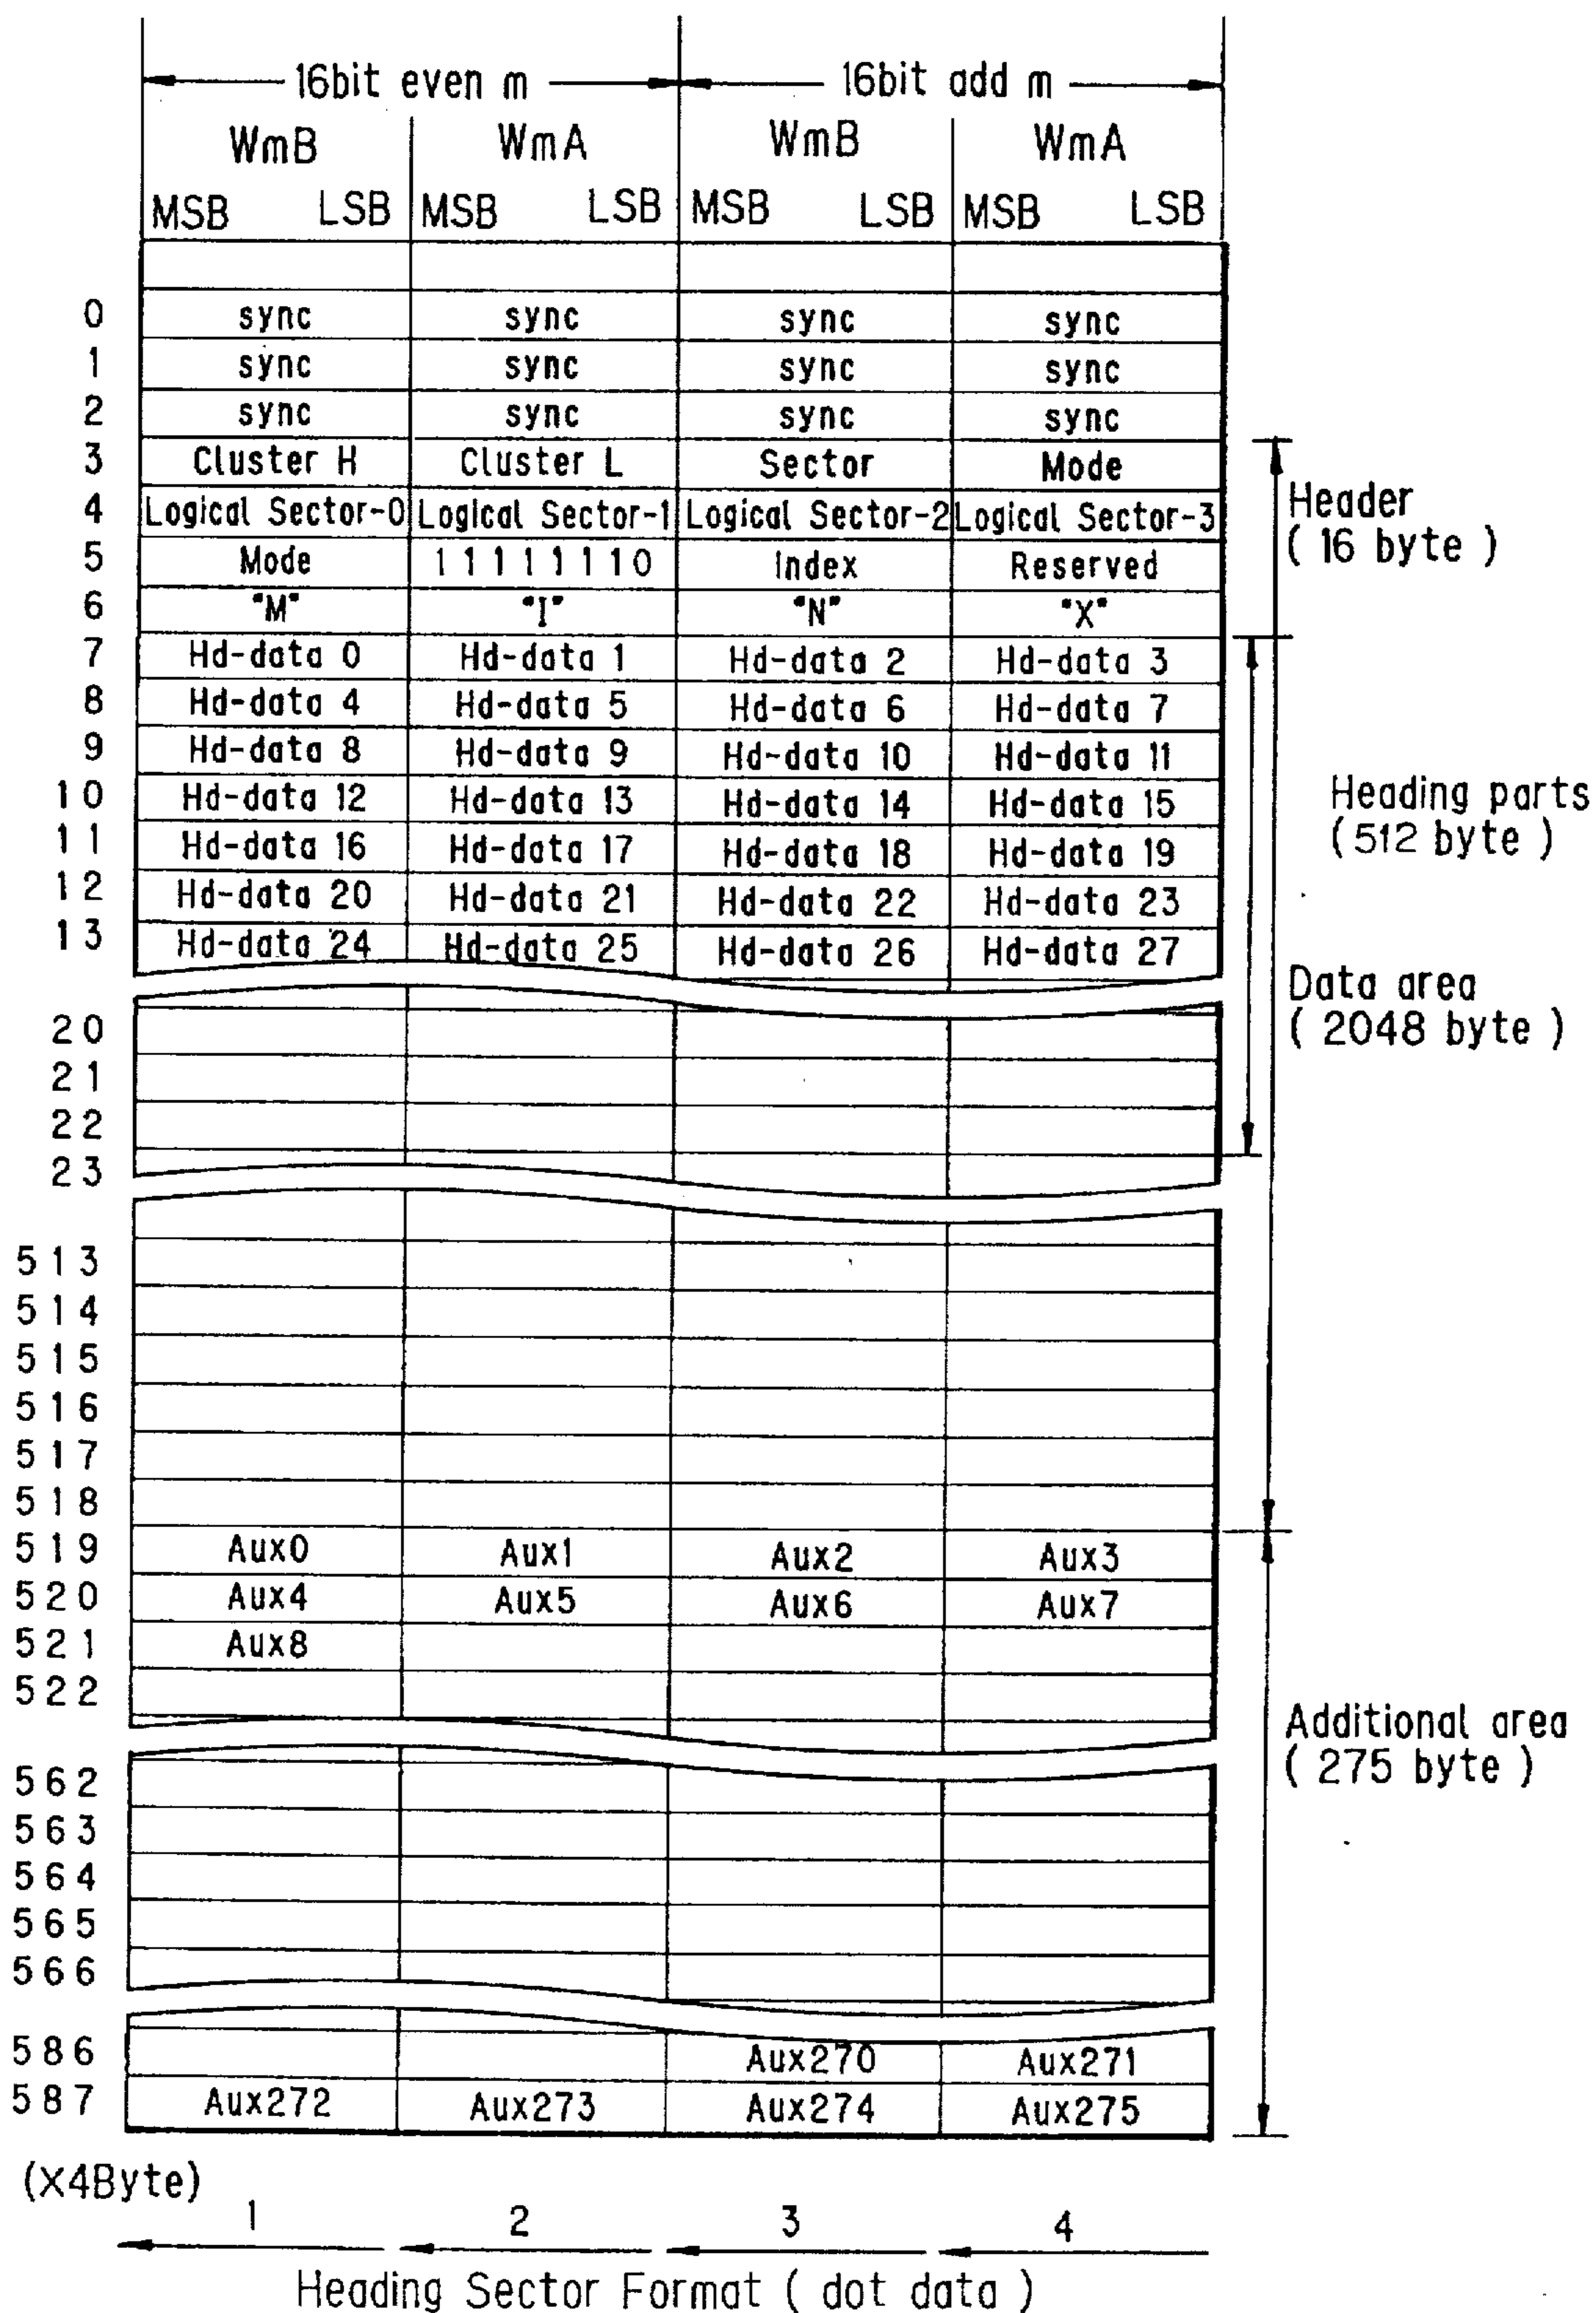 16bit even m 16bit add m
WmB WmA WmB WmA
MSB LSB MSB LSB MSB LSB MSB LSB
0 sync sync sync sync
1 sync sync sync sync
2 sync sync sync sync
3 Cluster H Cluster L Sector Mode
4 Logical Sector-0 Logical Sector-1 Logical Sector-2 Logical Sector-3
Header
( 16 byte )
5 Mode 11111110 Index Reserved
6 "M" "I" "N" "X"
7 Hd-data 0 Hd-data 1 Hd-data 2 Hd-data 3
8 Hd-data 4 Hd-data 5 Hd-data 6 Hd-data 7
9 Hd-data 8 Hd-data 9 Hd-data 10 Hd-data 11
10 Hd-data 12 Hd-data 13 Hd-data 14 Hd-data 15
Heading parts
( 512 byte )
11 Hd-data 16 Hd-data 17 Hd-data 18 Hd-data 19
12 Hd-data 20 Hd-data 21 Hd-data 22 Hd-data 23
13 Hd-data 24 Hd-data 25 Hd-data 26 Hd-data 27
Data area
( 2048 byte )
20
21
22
23
513
514
515
516
517
518
519 Aux0 Aux1 Aux2 Aux3
520 Aux4 Aux5 Aux6 Aux7
521 Aux8
522
Additional area
( 275 byte )
562
563
564
565
566
586 Aux270 Aux271
587 Aux272 Aux273 Aux274 Aux275
(X4Byte)
1 2 3 4
Heading Sector Format ( dot data )